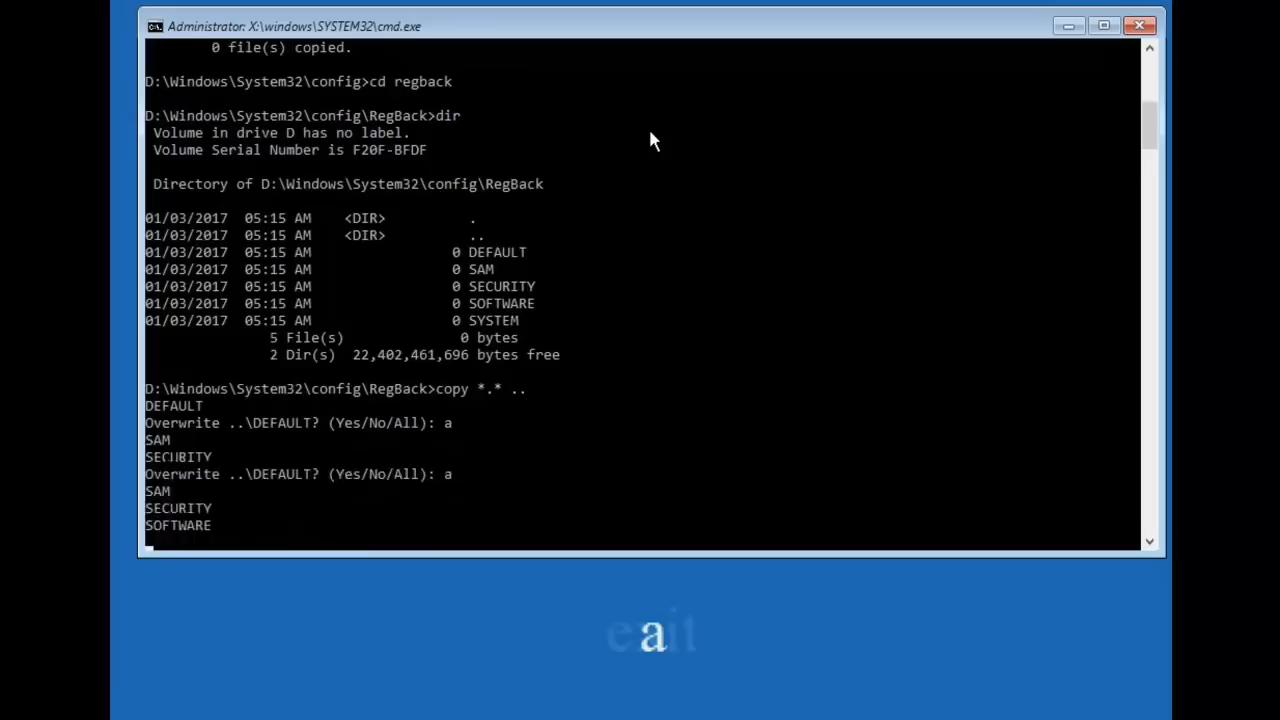 Administrator: X:\windows\SYSTEM32\cmd.exe
0 file(s) copied.
D:\Windows\System32\config>cd regback
D:\Windows\System32\config\RegBack>dir
Volume in drive D has no label.
Volume Serial Number is F20F-BFDF
Directory of D:\Windows\System32\config\RegBack
01/03/2017 05:15 AM <DIR> .
01/03/2017 05:15 AM <DIR> ..
01/03/2017 05:15 AM 0 DEFAULT
01/03/2017 05:15 AM 0 SAM
01/03/2017 05:15 AM 0 SECURITY
01/03/2017 05:15 AM 0 SOFTWARE
01/03/2017 05:15 AM 0 SYSTEM
5 File(s) 0 bytes
2 Dir(s) 22,402,461,696 bytes free
D:\Windows\System32\config\RegBack>copy *.* ..
DEFAULT
Overwrite ..\DEFAULT? (Yes/No/All): a
SAM
SECURITY
Overwrite ..\DEFAULT? (Yes/No/All): a
SAM
SECURITY
SOFTWARE
a